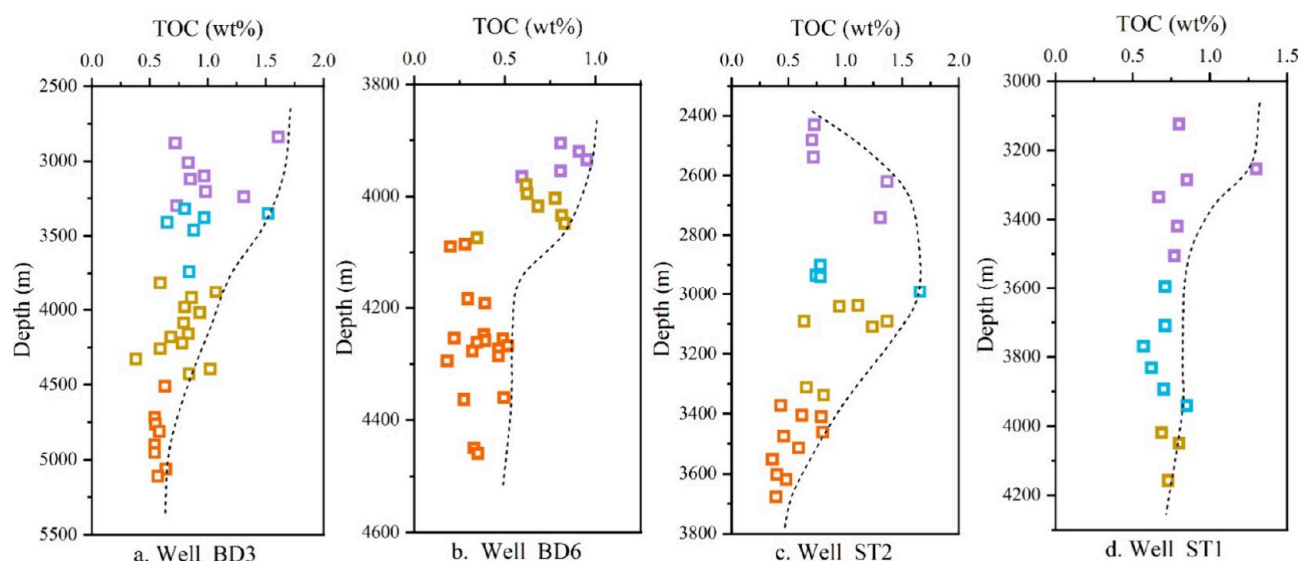 TOC (wt%)
0.0 0.5 1.0 1.5 2.0
Depth (m)
2500
3000
3500
4000
4500
5000
5500
a. Well BD3
TOC (wt%)
0.0 0.5 1.0
Depth (m)
3800
4000
4200
4400
4600
b. Well BD6
TOC (wt%)
0.0 0.5 1.0 1.5 2.0
Depth (m)
2400
2600
2800
3000
3200
3400
3600
3800
c. Well ST2
TOC (wt%)
0.0 0.5 1.0 1.5
Depth (m)
3000
3200
3400
3600
3800
4000
4200
d. Well ST1